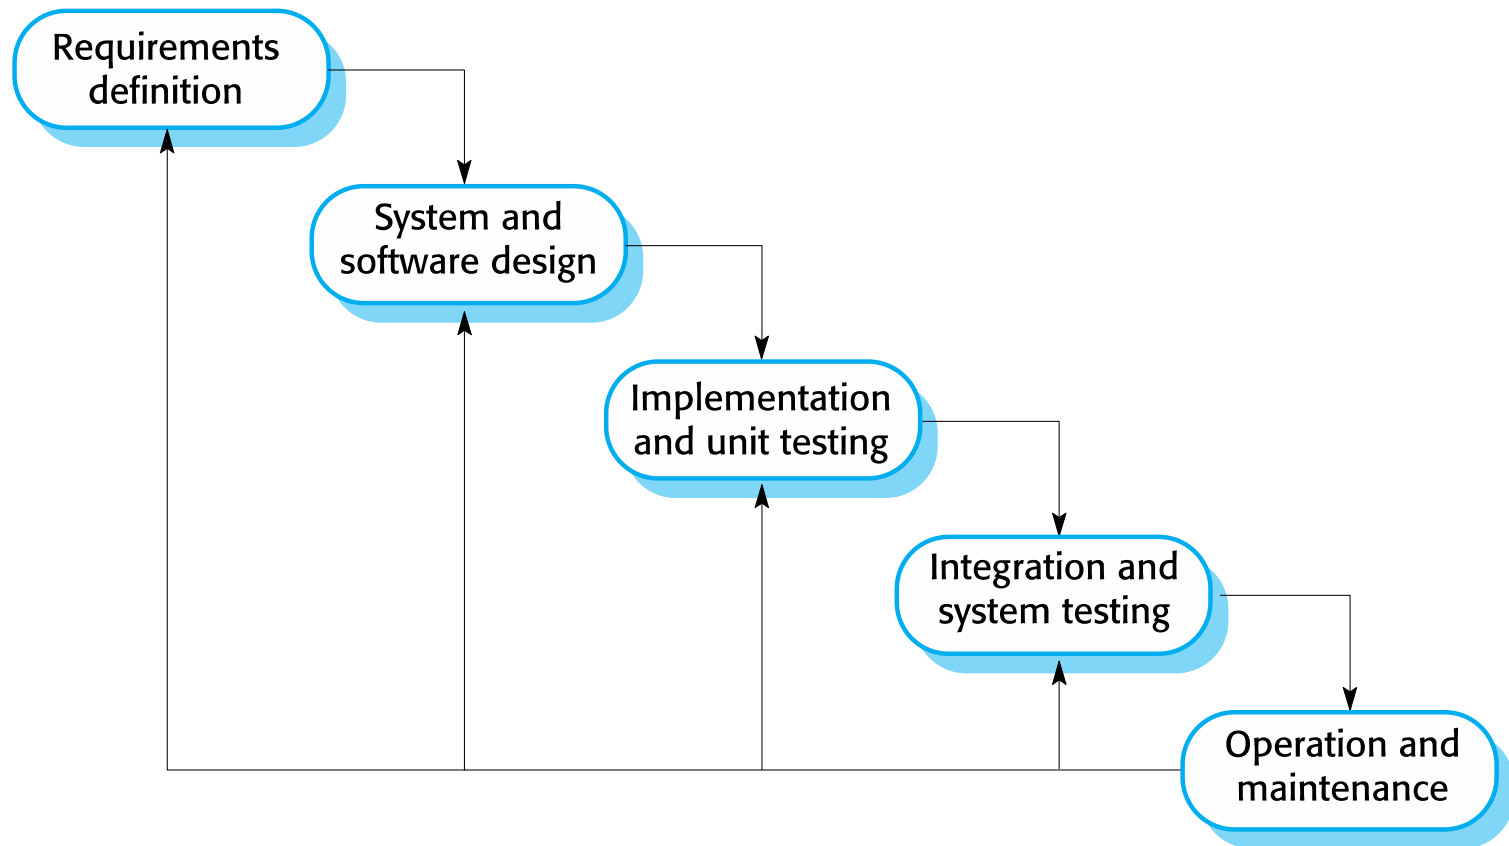 Requirements
definition
System and
software design
Implementation
and unit testing
Integration and
system testing
Operation and
maintenance